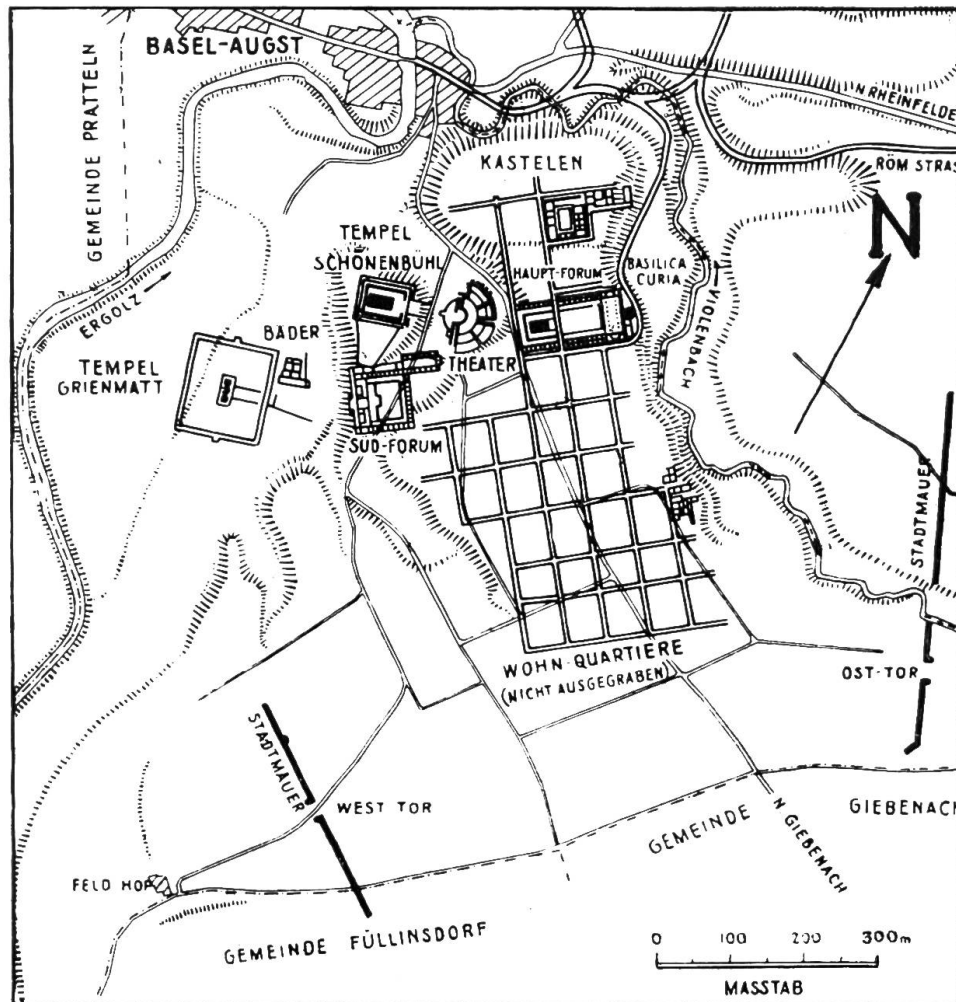 BASEL-AUGST
GEMEINDE PRATTELN
N RHEINFELDE
RÖM STRAS
KASTELEN
N
TEMPEL
SCHÖNENBÜHL
HAUPT-FORUM
BASILICA
CURIA
VIOLENBACH
ERGOLZ
BÄDER
TEMPEL
GRIENMATT
THEATER
SÜD-FORUM
STADTMAUER
WOHN-QUARTIERE
(NICHT AUSGEGRABEN)
OST-TOR
STADTMAUER
WEST TOR
GEMEINDE
GIEBENACH
N GIEBENACH
FELD HOF
GEMEINDE FÜLLINSDORF
0 100 200 300m
MASSTAB